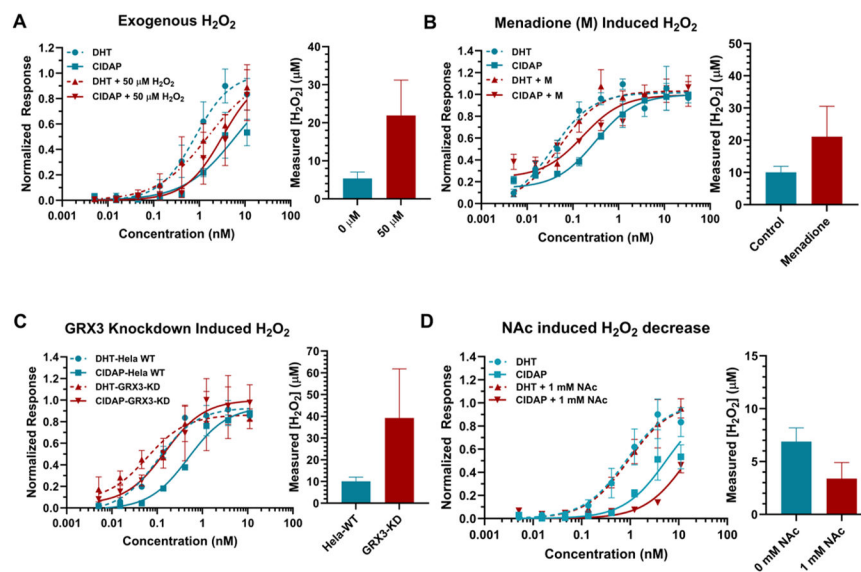 A
Exogenous H₂O₂
Normalized Response
1.4
1.2
1.0
0.8
0.6
0.4
0.2
0.0
DHT
CIDAP
DHT + 50 µM H₂O₂
CIDAP + 50 µM H₂O₂
0.001 0.01 0.1 1 10 100
Concentration (nM)
Measured [H₂O₂] (µM)
40
30
20
10
0
0 µM
50 µM
B
Menadione (M) Induced H₂O₂
Normalized Response
1.4
1.2
1.0
0.8
0.6
0.4
0.2
0.0
DHT
CIDAP
DHT + M
CIDAP + M
0.001 0.01 0.1 1 10 100
Concentration (nM)
Measured [H₂O₂] (µM)
50
40
30
20
10
0
Control
Menadione
C
GRX3 Knockdown Induced H₂O₂
Normalized Response
1.4
1.2
1.0
0.8
0.6
0.4
0.2
0.0
DHT-Hela WT
CIDAP-Hela WT
DHT-GRX3-KD
CIDAP-GRX3-KD
0.001 0.01 0.1 1 10 100
Concentration (nM)
Measured [H₂O₂] (µM)
70
60
50
40
30
20
10
0
Hela-WT
GRX3-KD
D
NAc induced H₂O₂ decrease
Normalized Response
1.4
1.2
1.0
0.8
0.6
0.4
0.2
0.0
DHT
CIDAP
DHT + 1 mM NAc
CIDAP + 1 mM NAc
0.001 0.01 0.1 1 10 100
Concentration (nM)
Measured [H₂O₂] (µM)
15
10
5
0
0 mM NAc
1 mM NAc